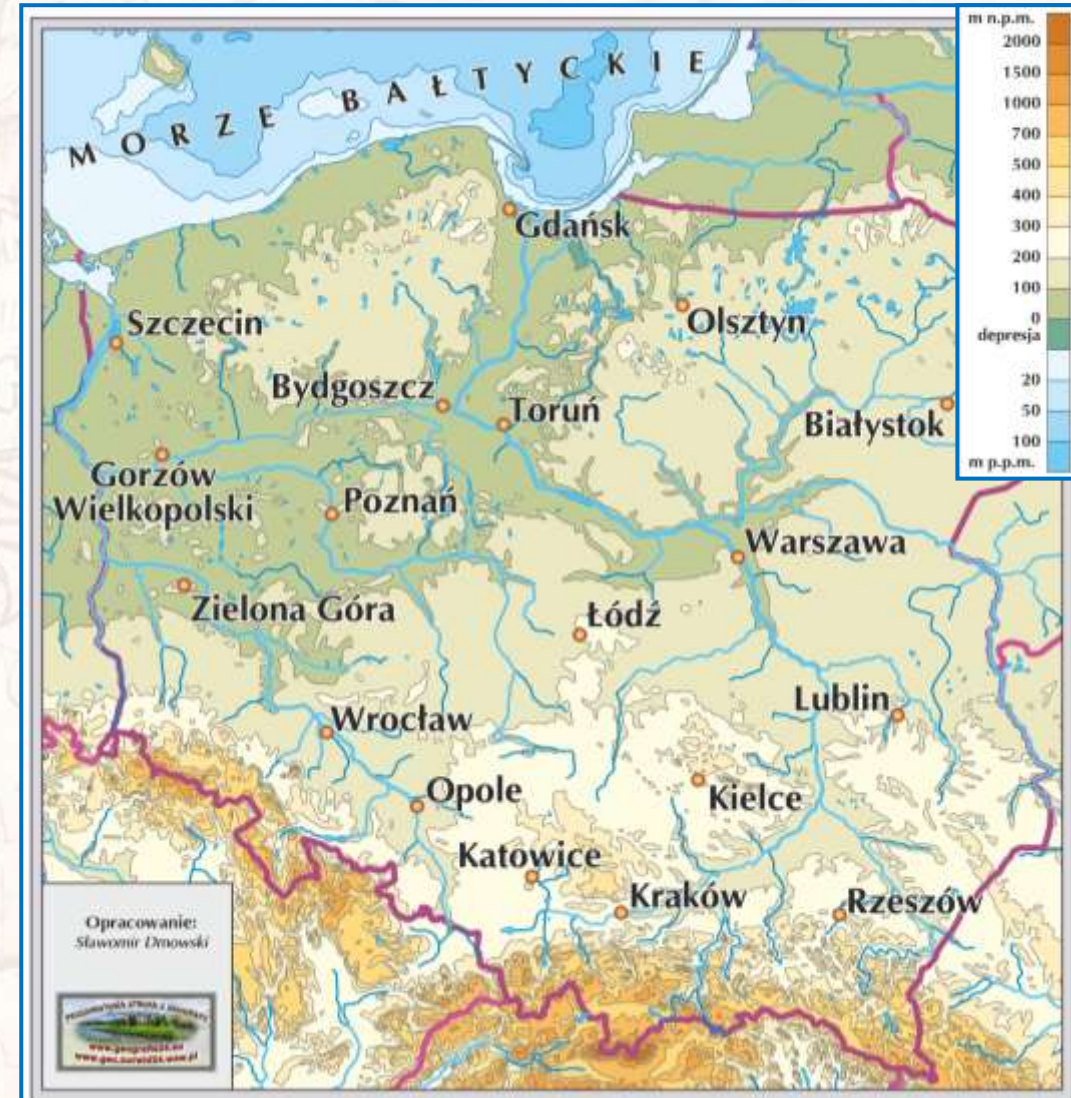 MORZE BAŁTYCKIE
m n.p.m.
2000
1500
1000
700
500
400
300
200
100
0
depresja
20
50
100
m p.p.m.
Gdańsk
Szczecin
Olsztyn
Bydgoszcz
Toruń
Białystok
Gorzów
Wielkopolski
Poznań
Warszawa
Zielona Góra
Łódź
Lublin
Wrocław
Opole
Kielce
Katowice
Kraków
Rzeszów
Opracowanie:
Sławomir Dmowski